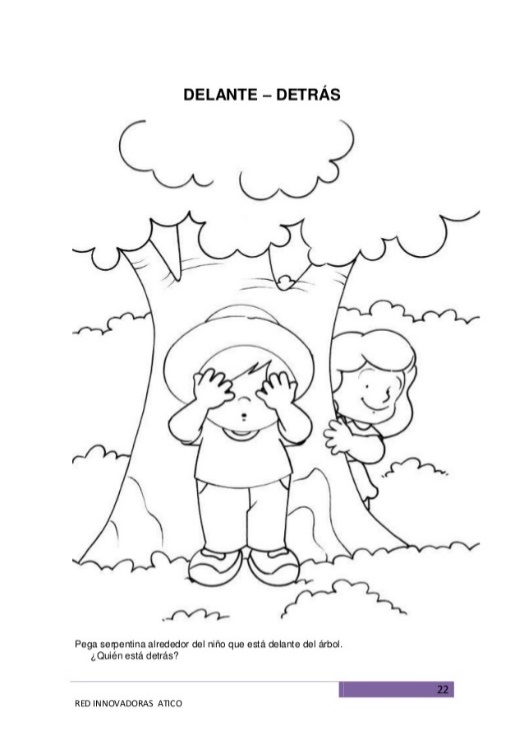 DELANTE – DETRÁS
Pega serpentina alrededor del niño que está delante del árbol.
¿Quién está detrás?
22
RED INNOVADORAS ATICO